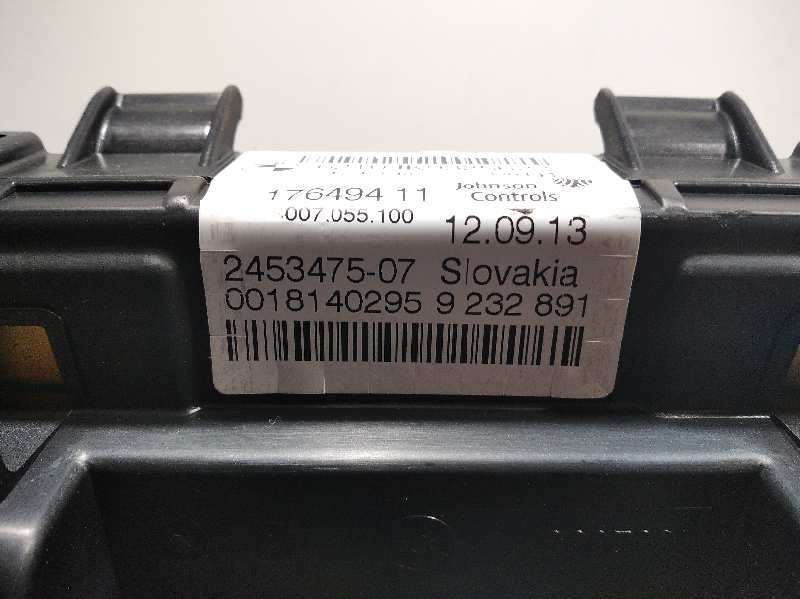 176494 11
Johnson
Controls
007.055.100
12.09.13
2453475-07 Slovakia
0018140295 9 232 891